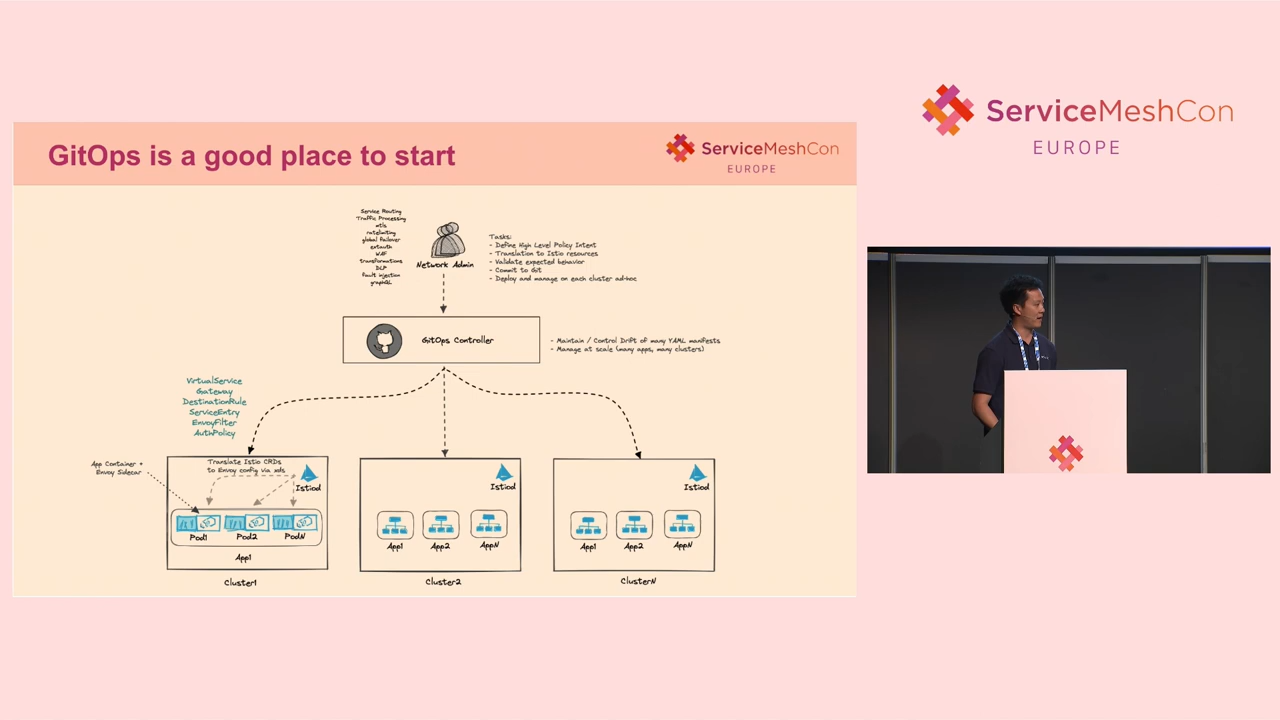 GitOps is a good place to start
ServiceMeshCon
EUROPE
ServiceMeshCon
EUROPE
Service Routing
Traffic Processing
mtls
ratelimiting
global failover
extauth
WAF
transformations
DLP
fault injection
graphQL
Network Admin
Tasks:
- Define High Level Policy Intent
- Translation to Istio resources
- Validate expected behavior
- Commit to Git
- Deploy and manage on each cluster ad-hoc
GitOps Controller
- Maintain / Control Drift of many YAML manifests
- Manage at scale (many apps, many clusters)
VirtualService
Gateway
DestinationRule
ServiceEntry
EnvoyFilter
AuthPolicy
App Container +
Envoy Sidecar
Translate Istio CRDs
to Envoy config via xds
Istiod
Pod1
Pod2
PodN
App1
Cluster1
Istiod
App1
App2
AppN
Cluster2
Istiod
App1
App2
AppN
ClusterN